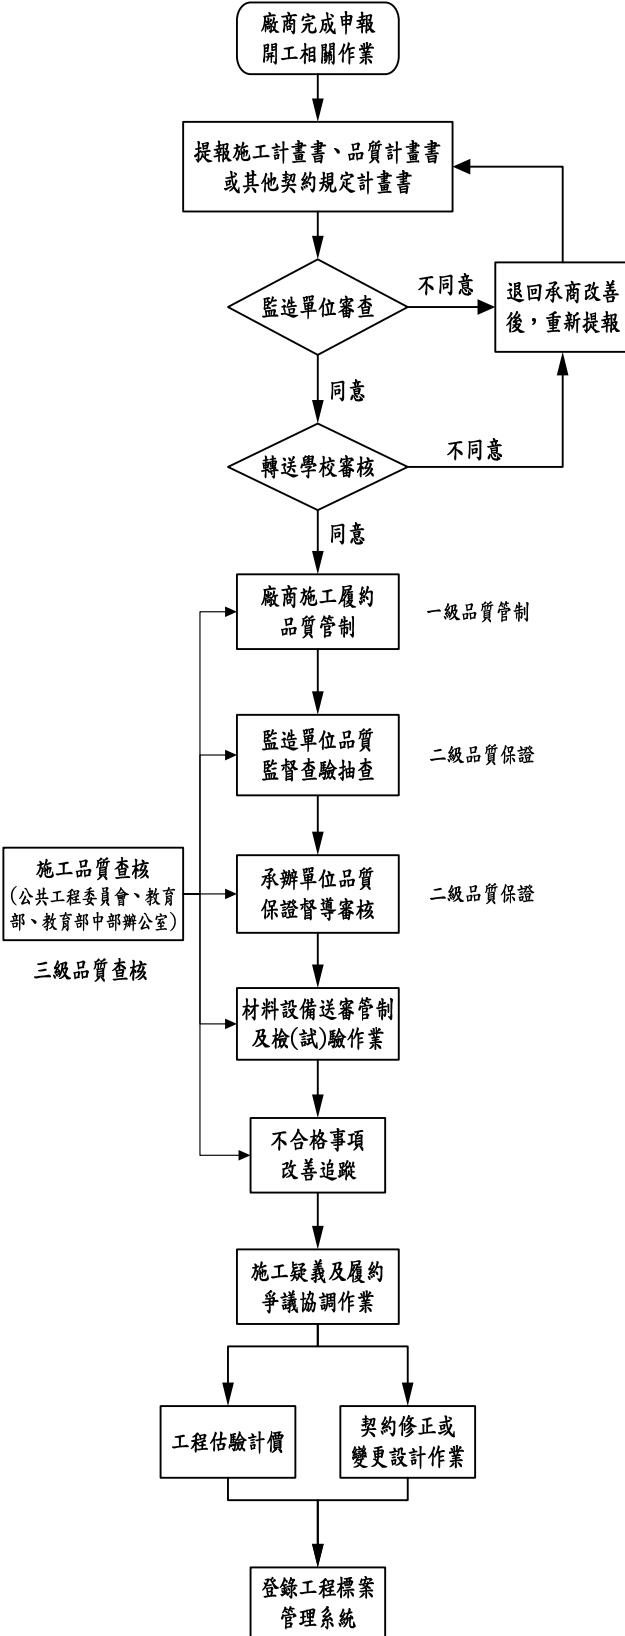 廠商完成申報
開工相關作業
提報施工計畫書、品質計畫書
或其他契約規定計畫書
監造單位審查
不同意
退回承商改善
後，重新提報
同意
轉送學校審核
不同意
同意
廠商施工履約
品質管制
一級品質管制
監造單位品質
監督查驗抽查
二級品質保證
施工品質查核
(公共工程委員會、教育
部、教育部中部辦公室)
三級品質查核
承辦單位品質
保證督導審核
二級品質保證
材料設備送審管制
及檢(試)驗作業
不合格事項
改善追蹤
施工疑義及履約
爭議協調作業
工程估驗計價
契約修正或
變更設計作業
登錄工程標案
管理系統